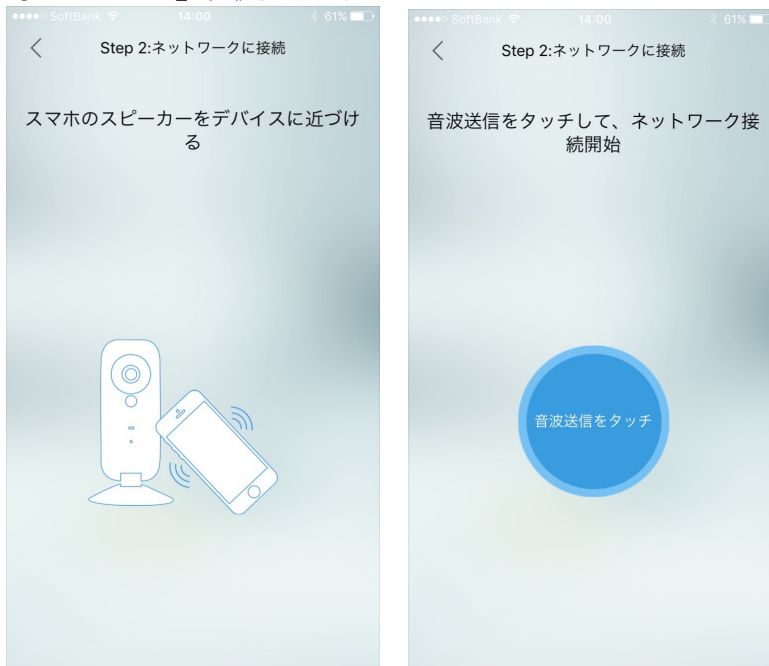 SoftBank 14:00 61%
Step 2:ネットワークに接続
スマホのスピーカーをデバイスに近づけ
る
SoftBank 14:00 61%
Step 2:ネットワークに接続
音波送信をタッチして、ネットワーク接
続開始
音波送信をタッチ